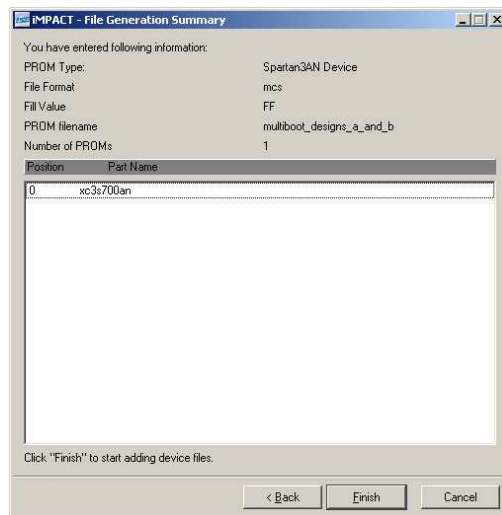 iMPACT - File Generation Summary
You have entered following information:
PROM Type: Spartan3AN Device
File Format mcs
Fill Value FF
PROM filename multiboot_designs_a_and_b
Number of PROMs 1
Position Part Name
0 xc3s700an
Click "Finish" to start adding device files.
< Back Finish Cancel